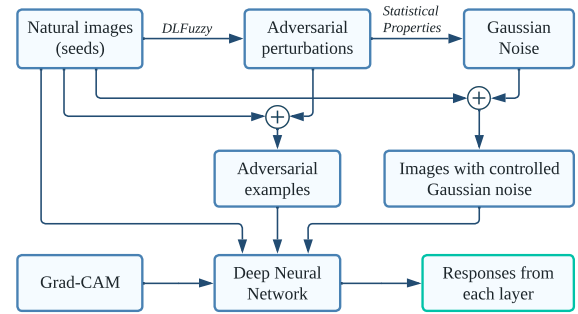 Natural images
(seeds)
DLFuzzy
Adversarial
perturbations
Statistical
Properties
Gaussian
Noise
Adversarial
examples
Images with controlled
Gaussian noise
Grad-CAM
Deep Neural
Network
Responses from
each layer